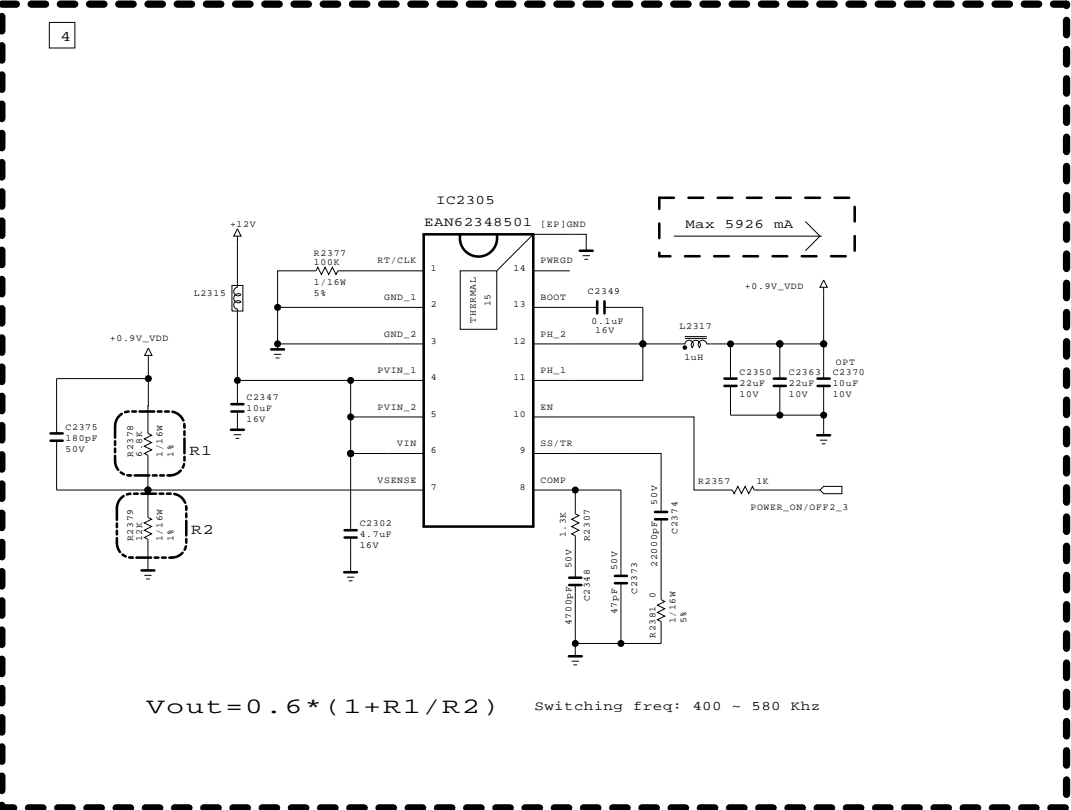 4
IC2305
EAN62348501
[EP]GND
Max 5926 mA
+12V
L2315
R2377
100K
1/16W
5%
RT/CLK
1
GND_1
2
GND_2
3
PVIN_1
4
PVIN_2
5
VIN
6
VSENSE
7
THERMAL
15
14
PWRGD
13
BOOT
12
PH_2
11
PH_1
10
EN
9
SS/TR
8
COMP
C2349
0.1uF
16V
L2317
1uH
+0.9V_VDD
C2350
22uF
10V
C2363
22uF
10V
OPT
C2370
10uF
10V
+0.9V_VDD
C2347
10uF
16V
C2375
180pF
50V
R2378
6.8K
1/16W
1%
R1
R2379
12K
1/16W
1%
R2
C2302
4.7uF
16V
R2357
1K
POWER_ON/OFF2_3
1.3K
R2307
50V
4700pF
C2348
50V
47pF
C2373
50V
22000pF
C2374
R2381
0
1/16W
5%
Vout=0.6*(1+R1/R2)
Switching freq: 400 ~ 580 Khz